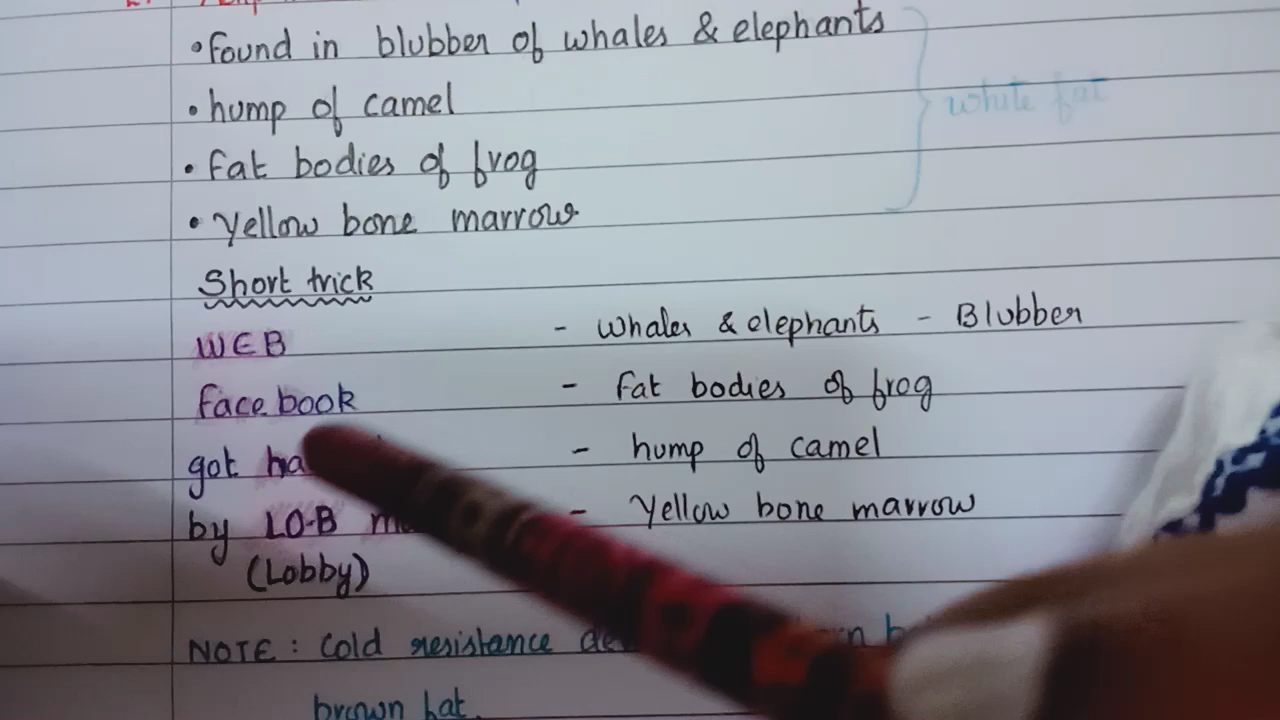 • Found in blubber of whales & elephants
• hump of camel
white fat
• Fat bodies of frog
• Yellow bone marrow
Short trick
WEB - Whales & elephants - Blubber
Facebook - Fat bodies of frog
got - hump of camel
by LO-B - Yellow bone marrow
(Lobby)
NOTE: Cold resistance
brown fat.